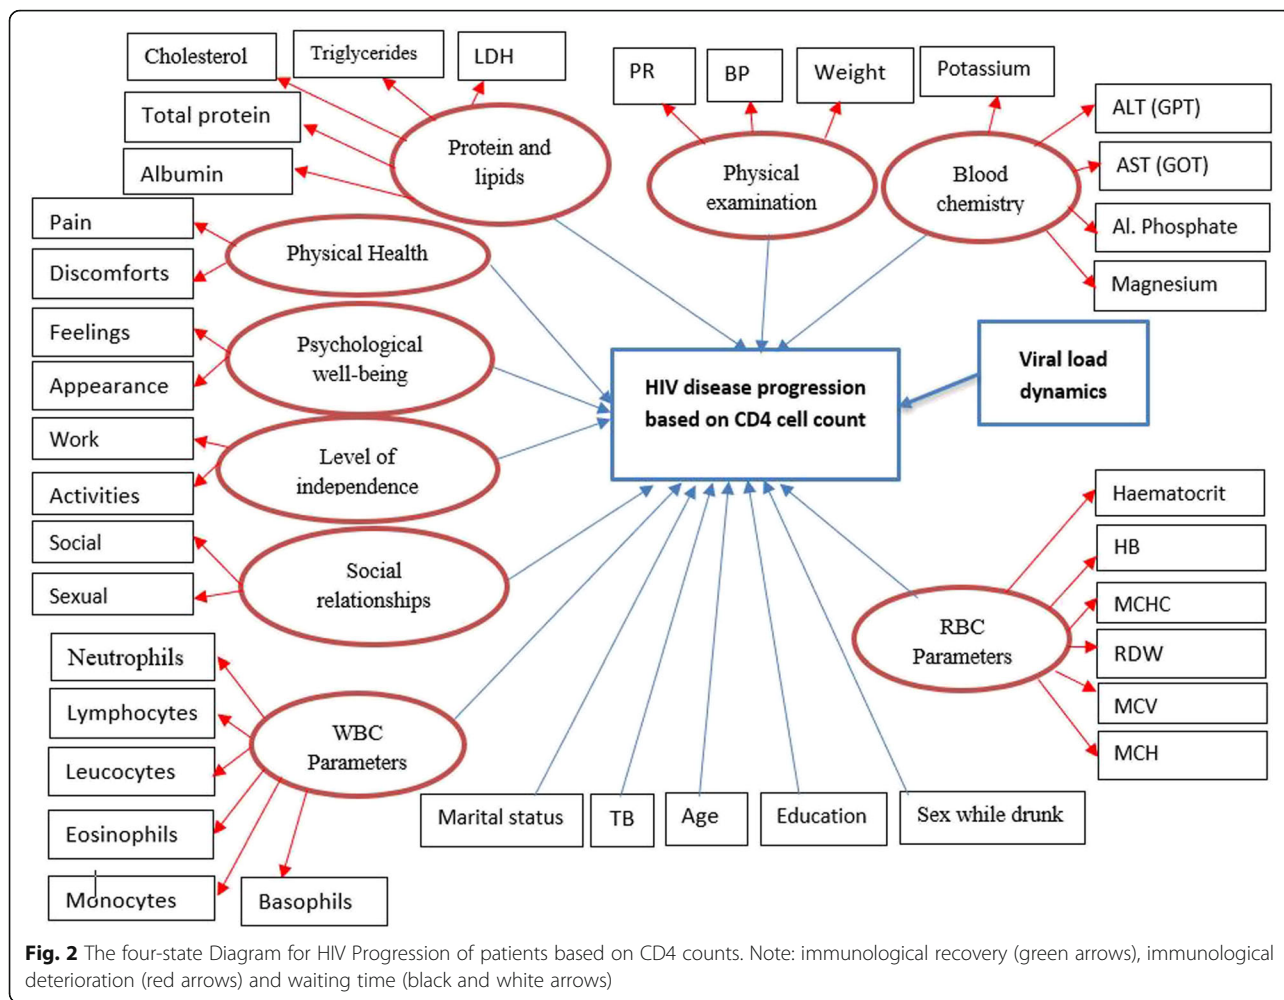 Cholesterol
Triglycerides
LDH
Total protein
Albumin
Protein and
lipids
PR
BP
Weight
Potassium
Physical
examination
Blood
chemistry
ALT (GPT)
AST (GOT)
Al. Phosphate
Magnesium
Pain
Discomforts
Physical Health
Feelings
Appearance
Psychological
well-being
Work
Activities
Level of
independence
Social
Sexual
Social
relationships
HIV disease progression
based on CD4 cell count
Viral load
dynamics
Neutrophils
Lymphocytes
Leucocytes
Eosinophils
Monocytes
Basophils
WBC
Parameters
Marital status
TB
Age
Education
Sex while drunk
RBC
Parameters
Haematocrit
HB
MCHC
RDW
MCV
MCH
Fig. 2 The four-state Diagram for HIV Progression of patients based on CD4 counts. Note: immunological recovery (green arrows), immunological
deterioration (red arrows) and waiting time (black and white arrows)